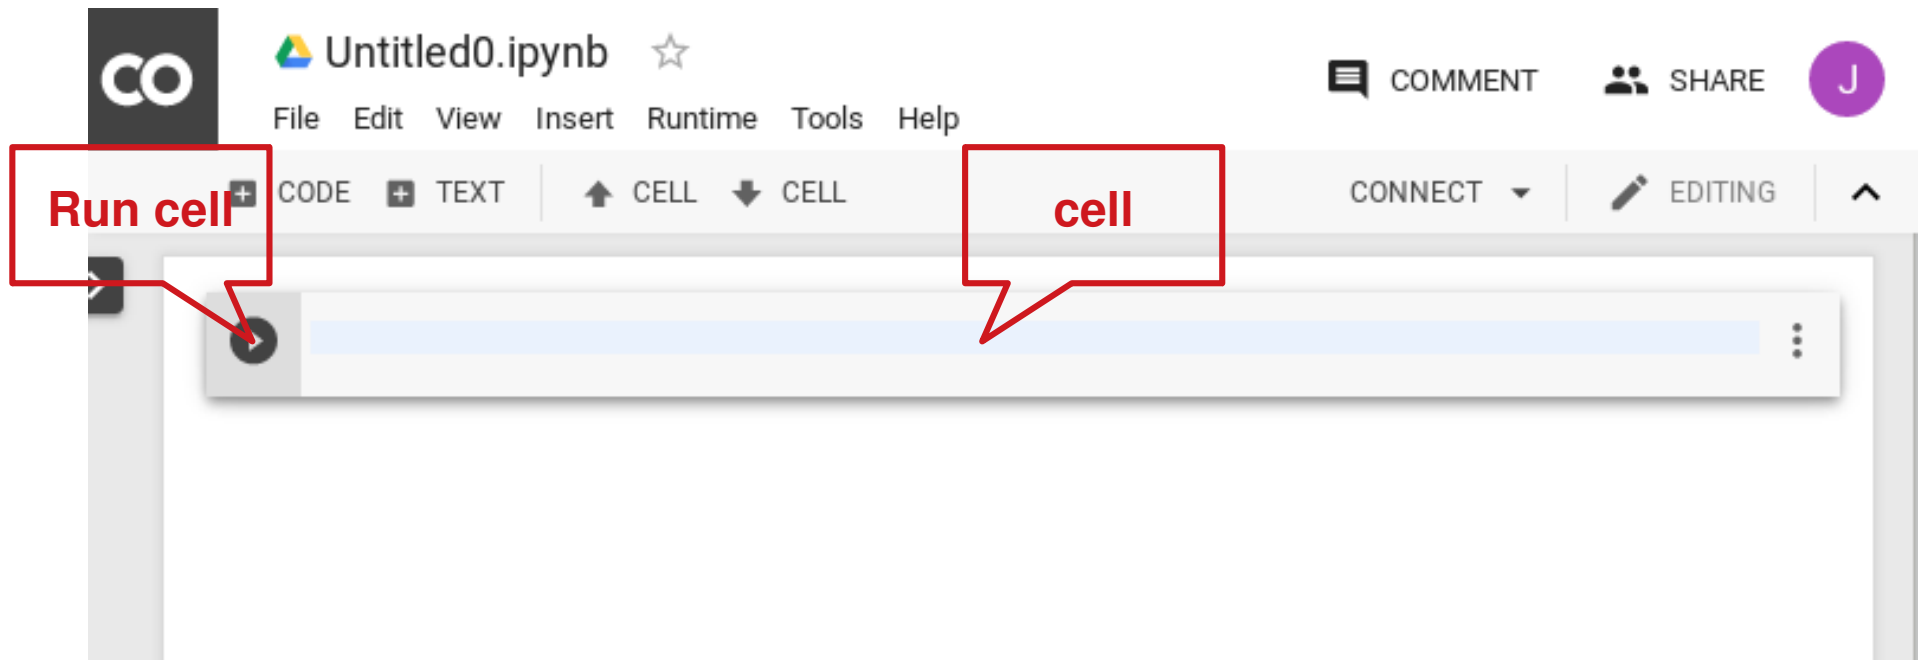 CO Untitled0.ipynb
COMMENT SHARE J
File Edit View Insert Runtime Tools Help
Run cell CODE TEXT CELL CELL cell CONNECT EDITING